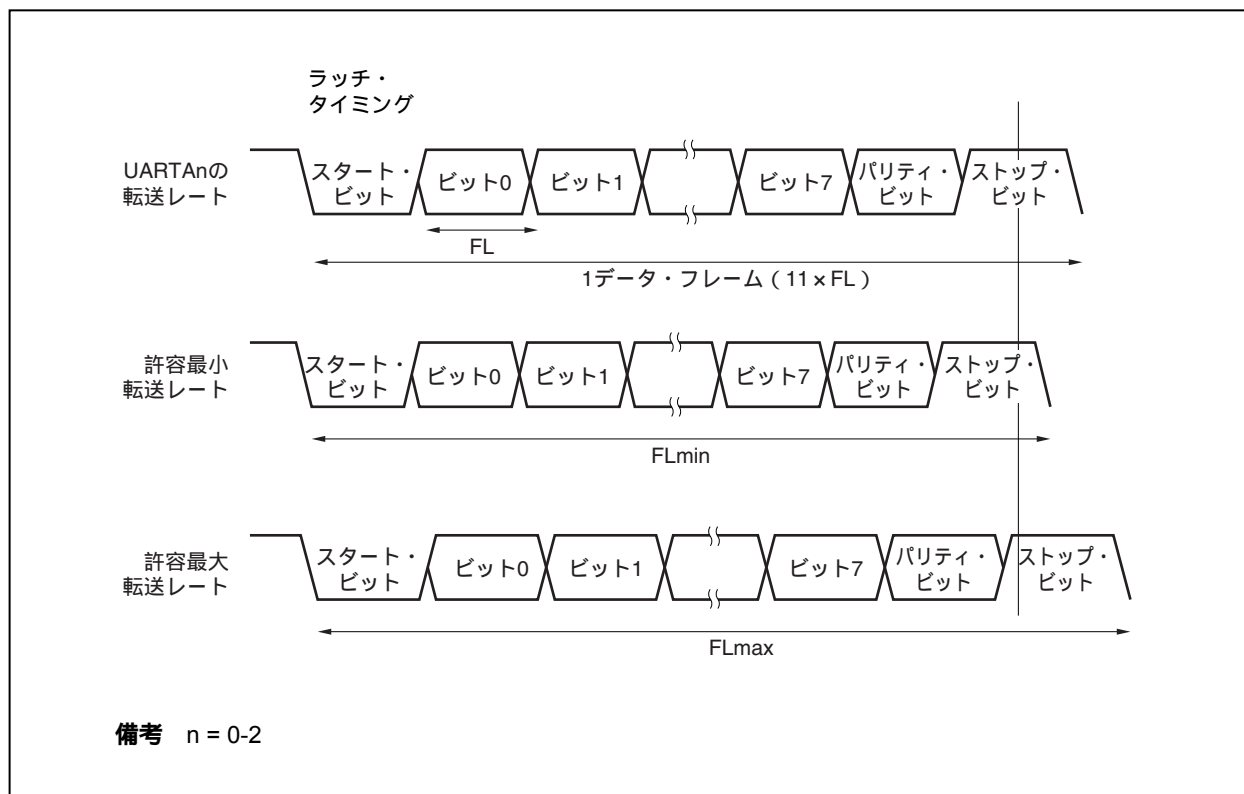 ラッチ・
タイミング
UARTAnの
転送レート
スタート・
ビット
ビット0
ビット1
ビット7
パリティ・
ビット
ストップ・
ビット
FL
1データ・フレーム(11×FL)
許容最小
転送レート
スタート・
ビット
ビット0
ビット1
ビット7
パリティ・
ビット
ストップ・
ビット
FLmin
許容最大
転送レート
スタート・
ビット
ビット0
ビット1
ビット7
パリティ・
ビット
ストップ・
ビット
FLmax
備考 n = 0-2